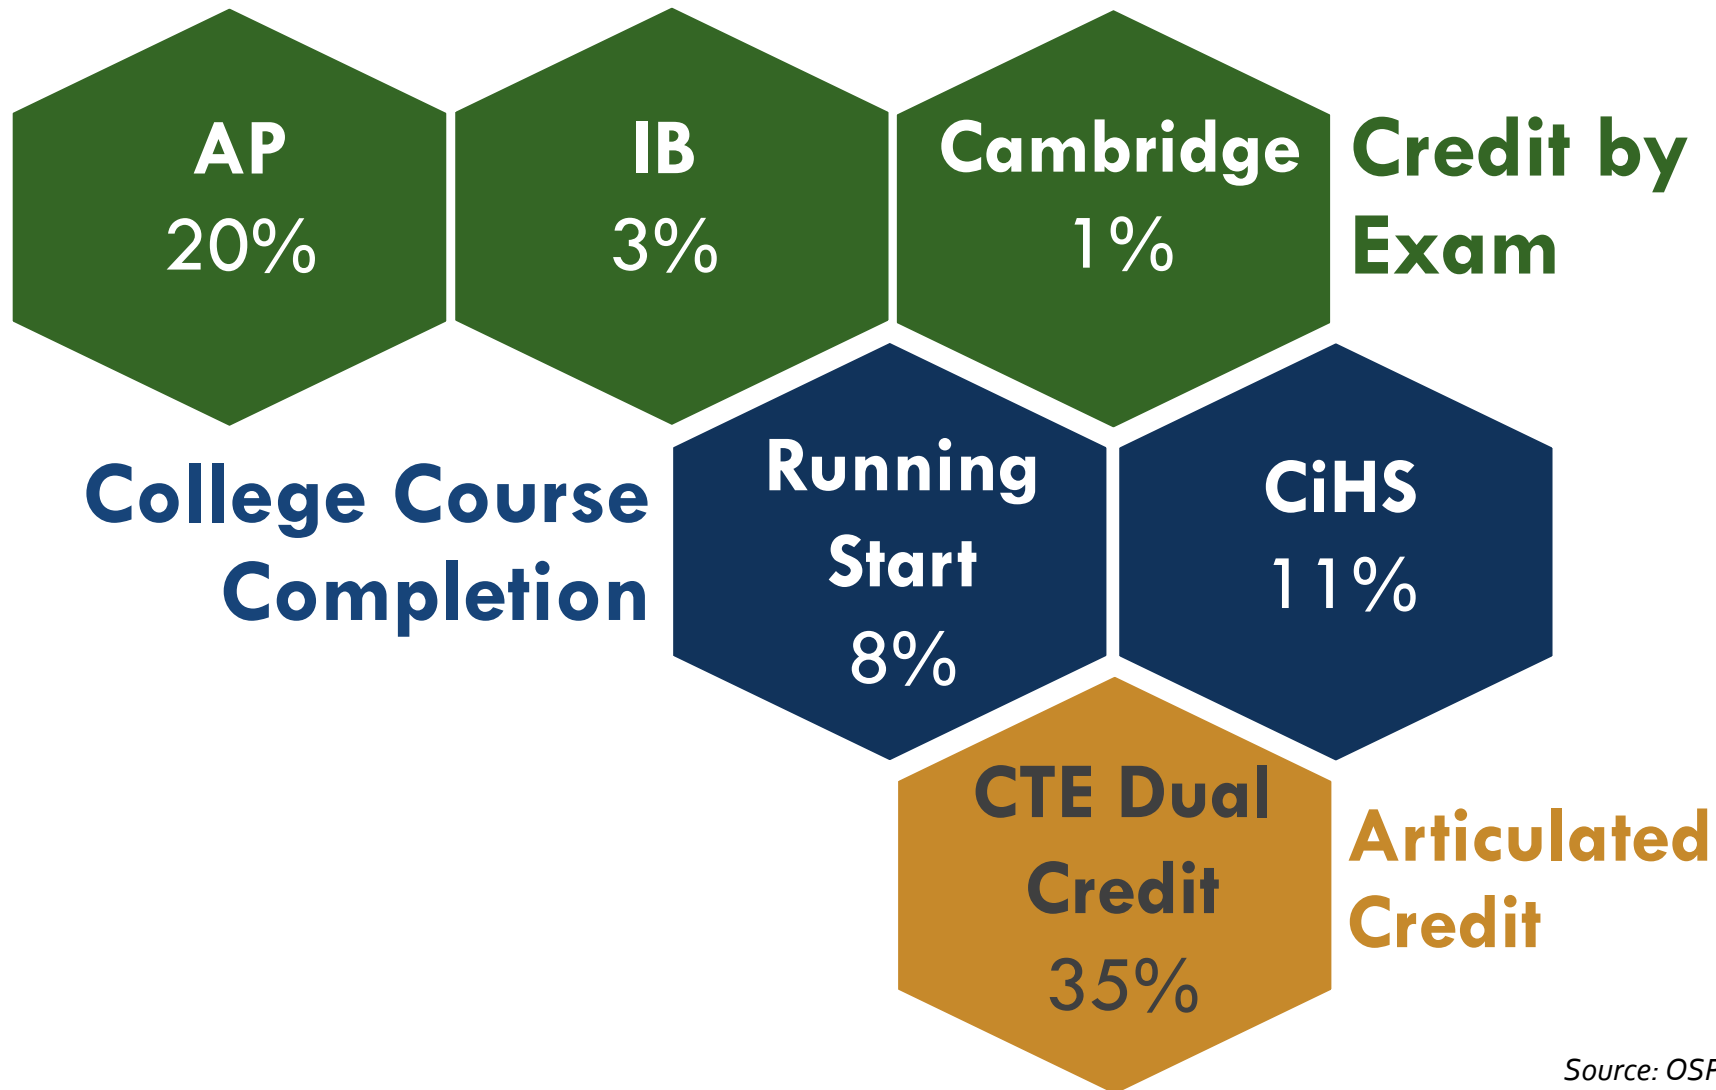 AP
20%
IB
3%
Cambridge
1%
Credit by
Exam
College Course
Completion
Running
Start
8%
CiHS
11%
CTE Dual
Credit
35%
Articulated
Credit
Source: